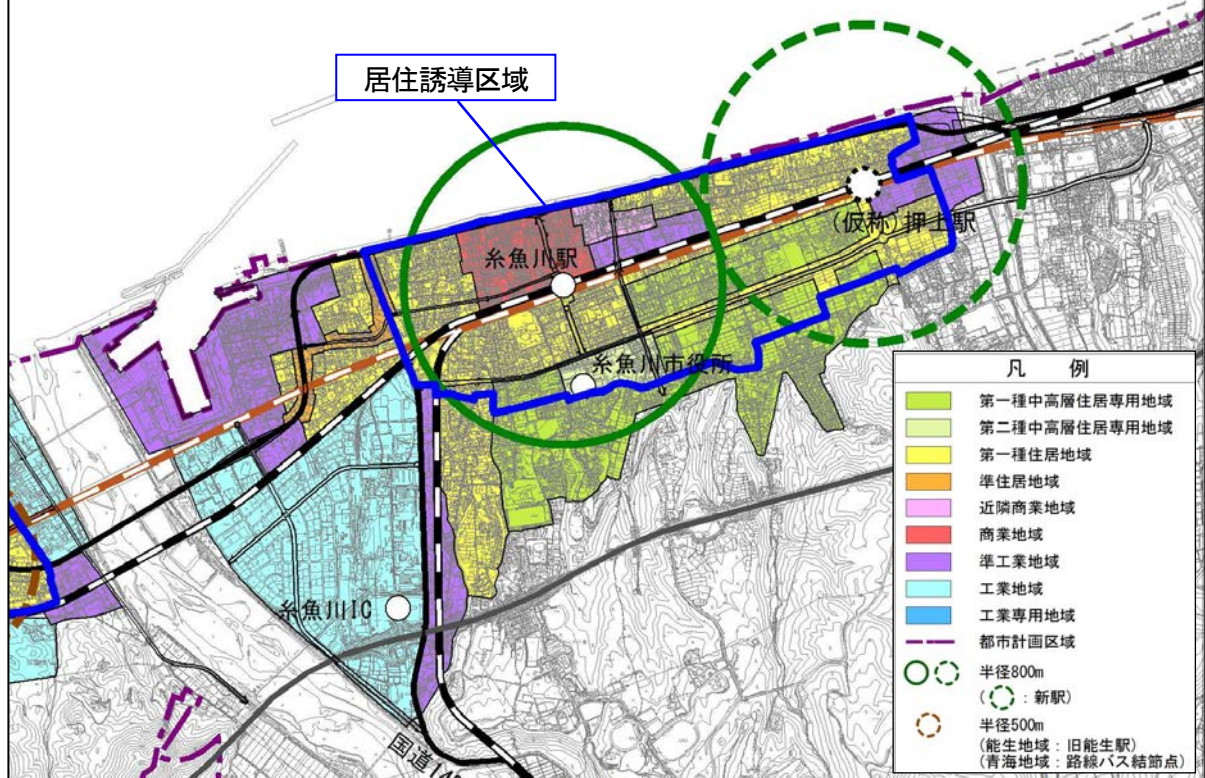 居住誘導区域
糸魚川駅
(仮称)押上駅
糸魚川市役所
糸魚川IC
国道14
凡 例
第一種中高層住居専用地域
第二種中高層住居専用地域
第一種住居地域
準住居地域
近隣商業地域
商業地域
準工業地域
工業地域
工業専用地域
都市計画区域
半径800m
( : 新駅)
半径500m
(能生地域:旧能生駅)
(青海地域:路線バス結節点)